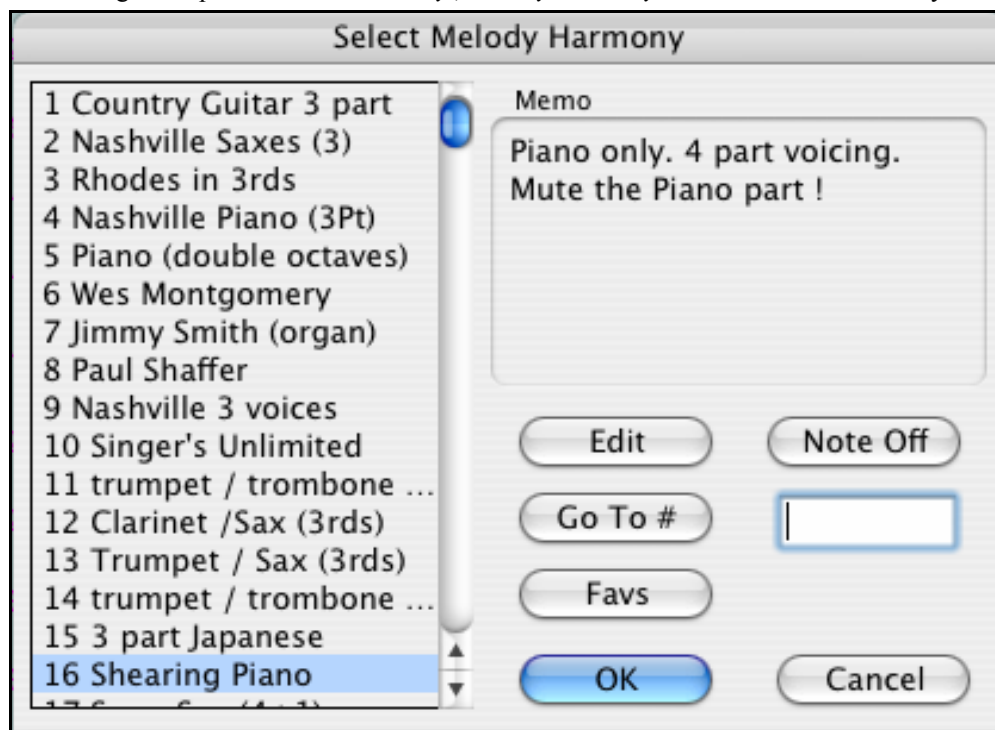 Select Melody Harmony
1 Country Guitar 3 part
2 Nashville Saxes (3)
3 Rhodes in 3rds
4 Nashville Piano (3Pt)
5 Piano (double octaves)
6 Wes Montgomery
7 Jimmy Smith (organ)
8 Paul Shaffer
9 Nashville 3 voices
10 Singer's Unlimited
11 trumpet / trombone ...
12 Clarinet /Sax (3rds)
13 Trumpet / Sax (3rds)
14 trumpet / trombone ...
15 3 part Japanese
16 Shearing Piano
Memo
Piano only. 4 part voicing.
Mute the Piano part !
Edit
Note Off
Go To #
Favs
OK
Cancel